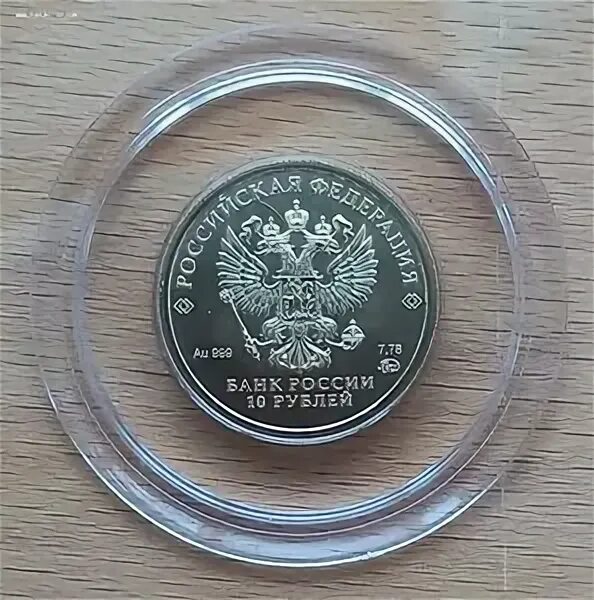 РОССИЙСКАЯ ФЕДЕРАЦИЯ
Au 999
7.78
БАНК РОССИИ
10 РУБЛЕЙ